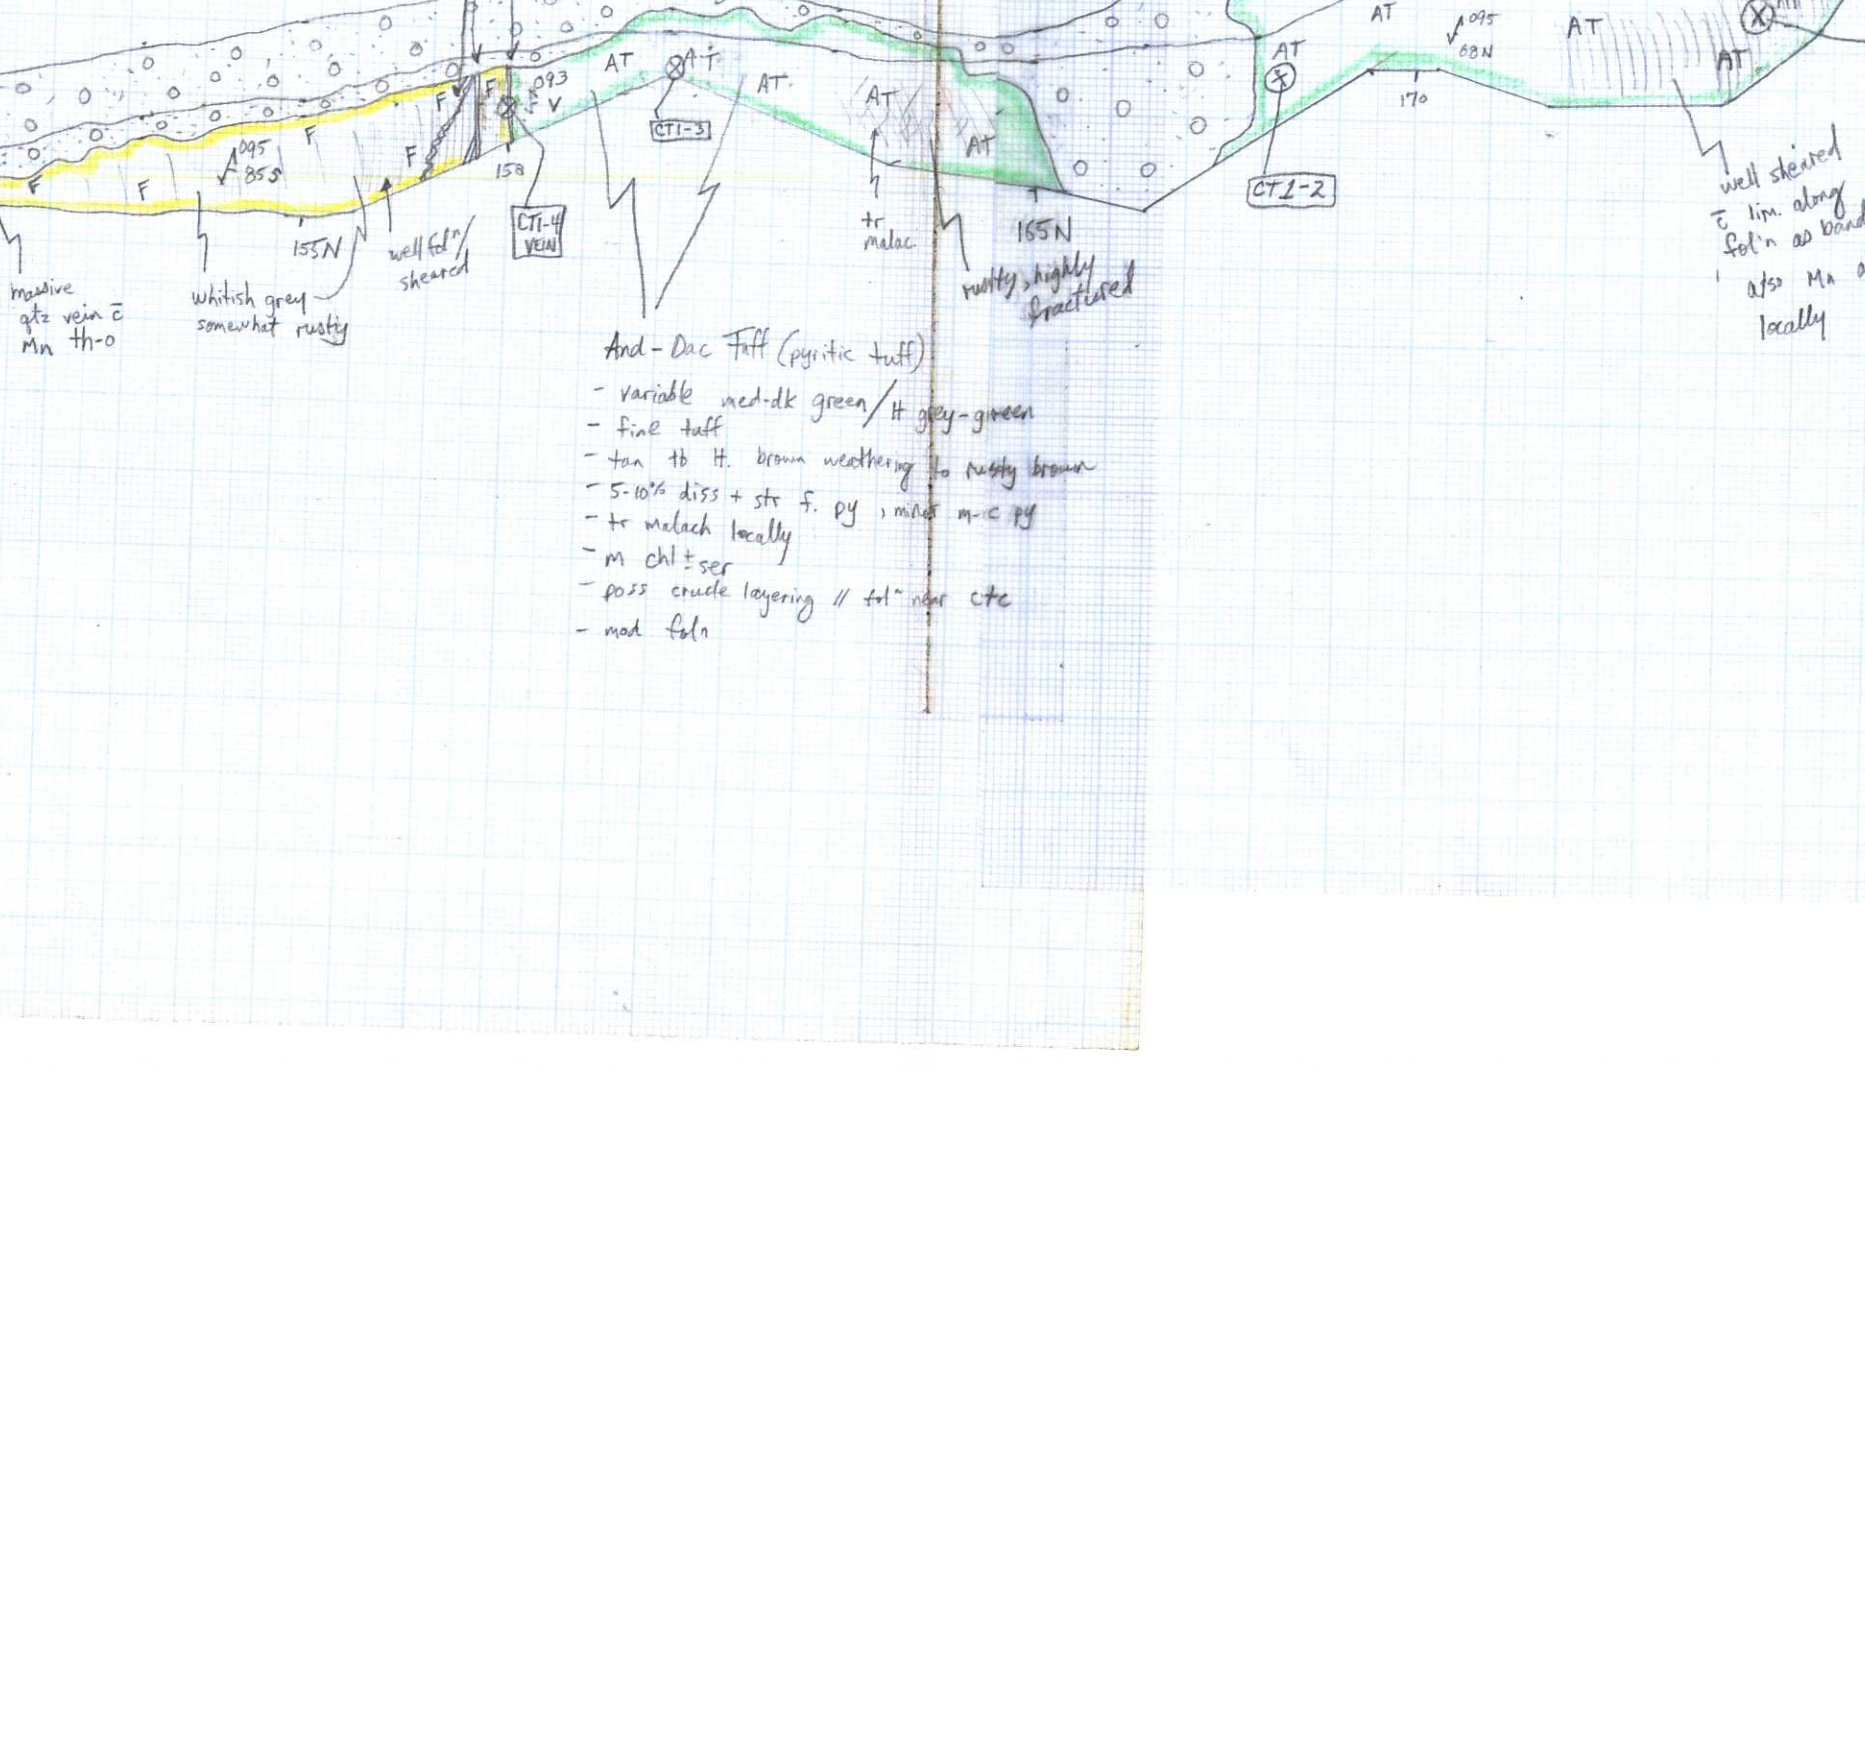 AT
095
68N
AT
AT
AT
AT
AT
AT
AT
AT
170
F
F
093
F V
F
F
F
F
095
85S
158
155N
165N
CT1-3
CT1-4
VEIN
CT1-2
massive
qtz vein c̄
Mn th-o
whitish grey
somewhat rusty
well folⁿ/
sheared
tr
malac.
rusty, highly
fractured
well sheared
c̄ lim. along
fol'n as band
also Mn
locally
And-Dac Tuff (pyritic tuff)
- variable med-dk green/lt grey-green
- fine tuff
- tan to lt. brown weathering to rusty brown
- 5-10% diss + str f. py, minor m-c py
- tr malach locally
- m chl ± ser
- poss crude layering // folⁿ near ctc
- mod foln